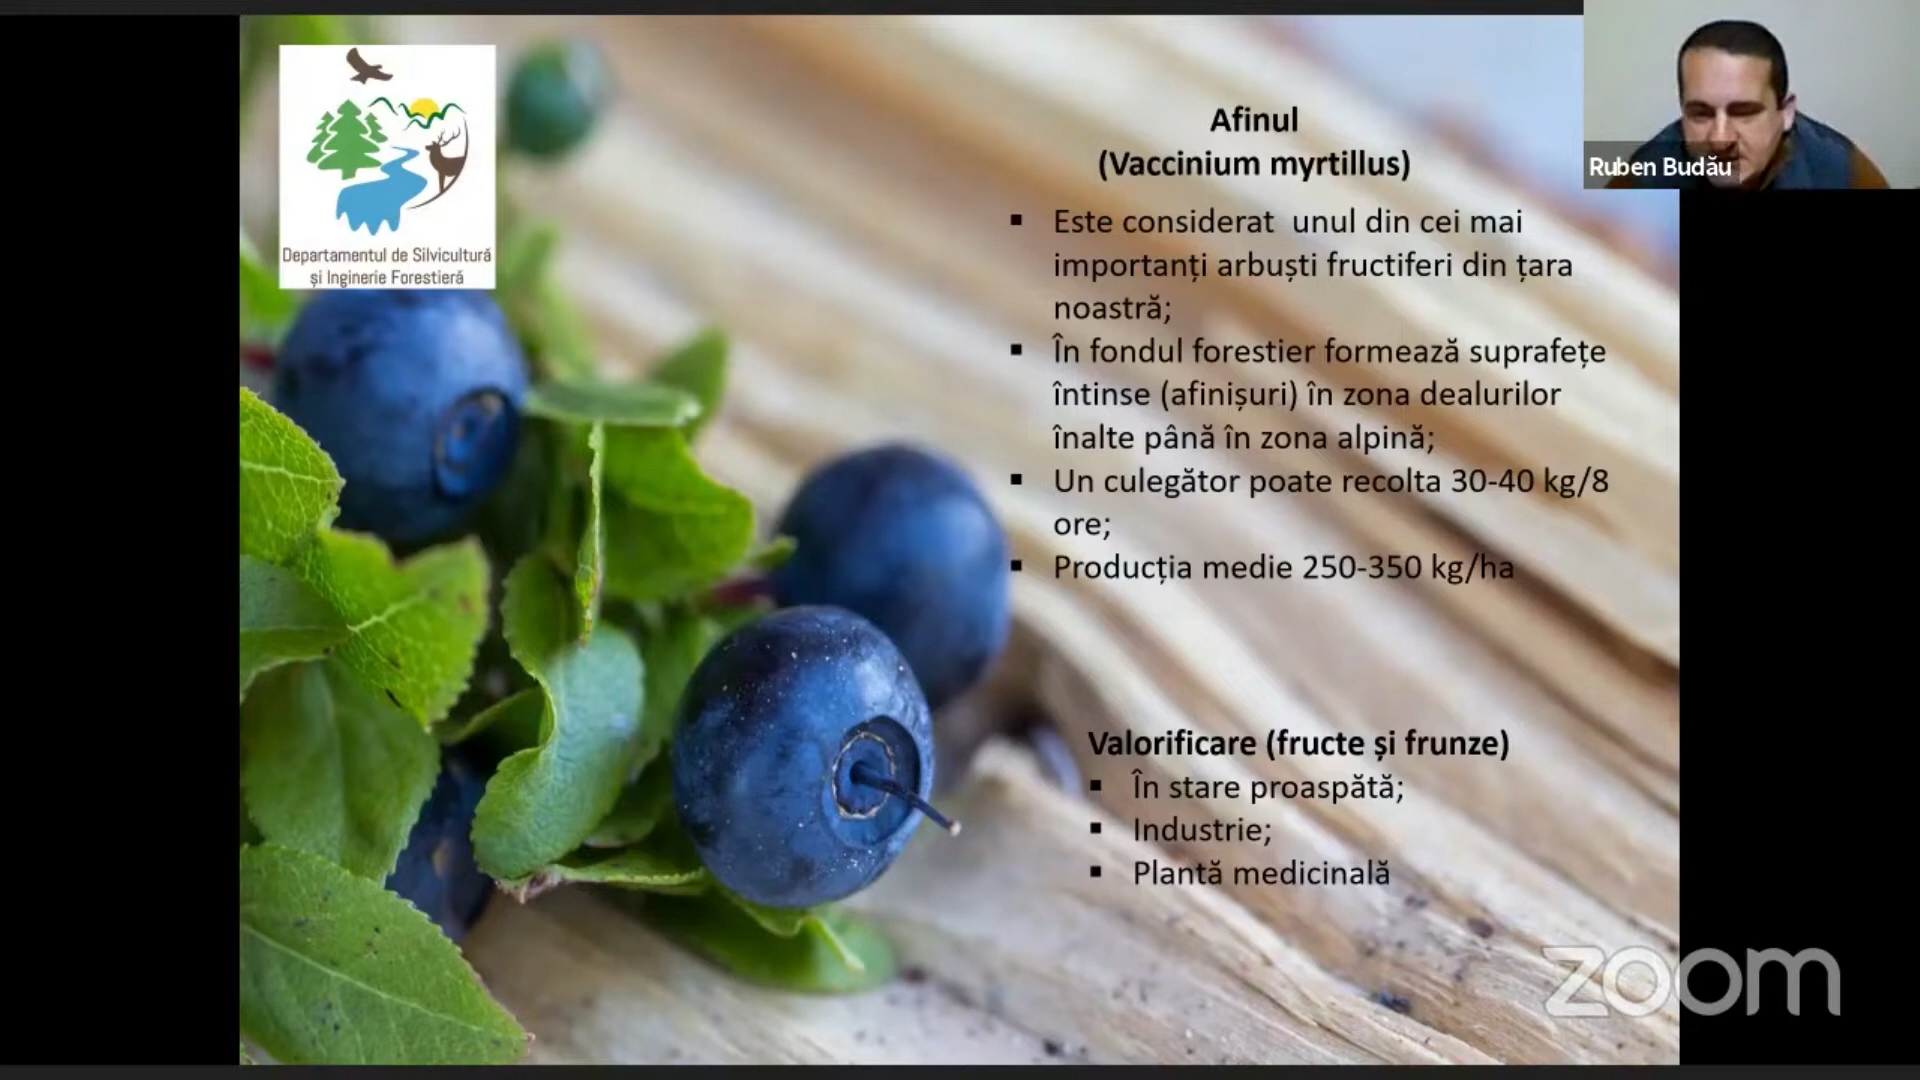 Departamentul de Silvicultură
și Inginerie Forestieră
Afinul
(Vaccinium myrtillus)
▪ Este considerat unul din cei mai
importanți arbuști fructiferi din țara
noastră;
▪ În fondul forestier formează suprafețe
întinse (afinișuri) în zona dealurilor
înalte până în zona alpină;
▪ Un culegător poate recolta 30-40 kg/8
ore;
▪ Producția medie 250-350 kg/ha
Valorificare (fructe și frunze)
▪ În stare proaspătă;
▪ Industrie;
▪ Plantă medicinală
Ruben Budău
zoom